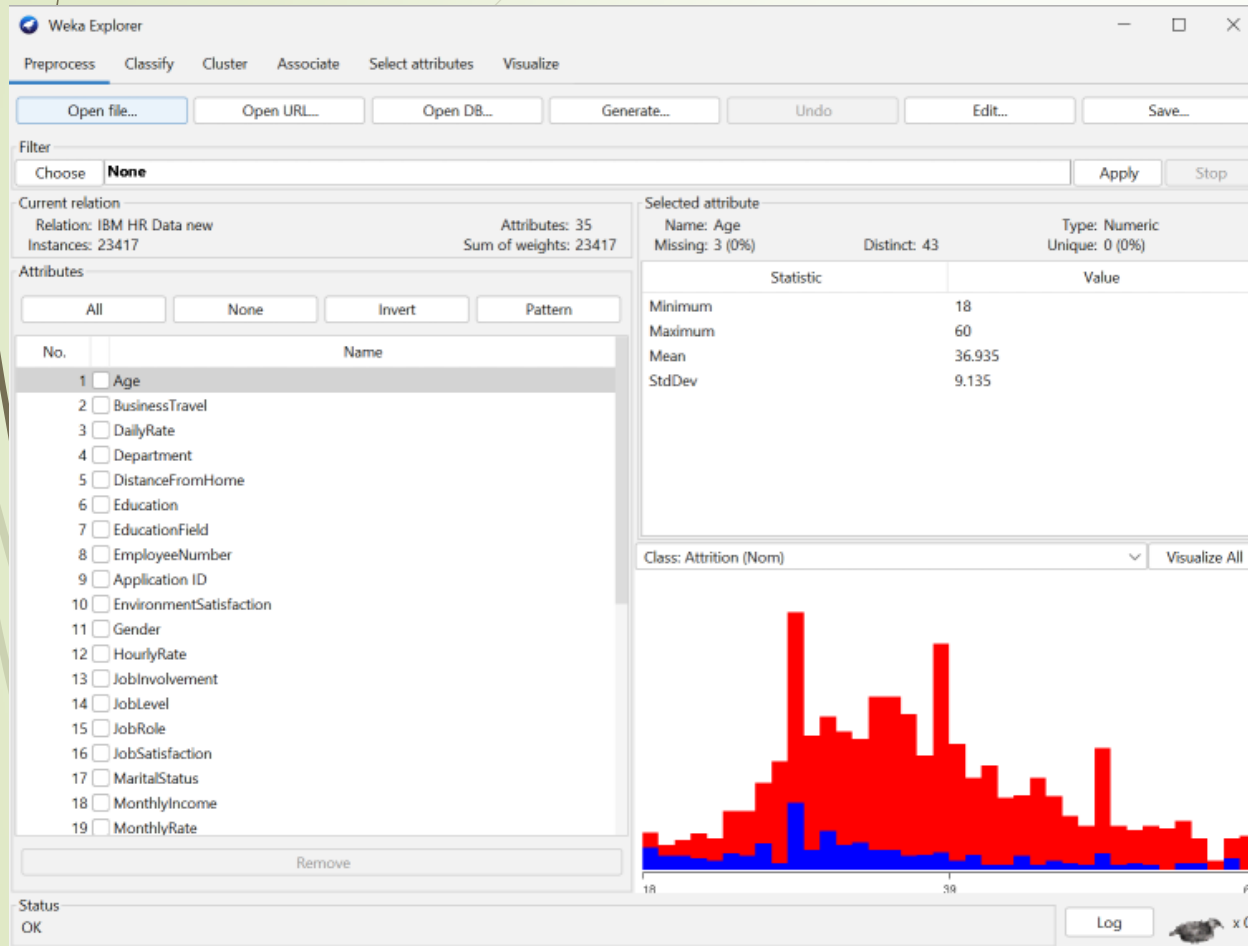 Weka Explorer
Preprocess Classify Cluster Associate Select attributes Visualize
Open file... Open URL... Open DB... Generate... Undo Edit... Save...
Filter
Choose None Apply Stop
Current relation
Relation: IBM HR Data new Attributes: 35
Instances: 23417 Sum of weights: 23417
Selected attribute
Name: Age Type: Numeric
Missing: 3 (0%) Distinct: 43 Unique: 0 (0%)
Attributes
All None Invert Pattern
No. Name
1 Age
2 BusinessTravel
3 DailyRate
4 Department
5 DistanceFromHome
6 Education
7 EducationField
8 EmployeeNumber
9 Application ID
10 EnvironmentSatisfaction
11 Gender
12 HourlyRate
13 JobInvolvement
14 JobLevel
15 JobRole
16 JobSatisfaction
17 MaritalStatus
18 MonthlyIncome
19 MonthlyRate
Remove
Statistic Value
Minimum 18
Maximum 60
Mean 36.935
StdDev 9.135
Class: Attrition (Nom) Visualize All
18 39
Status
OK
Log x